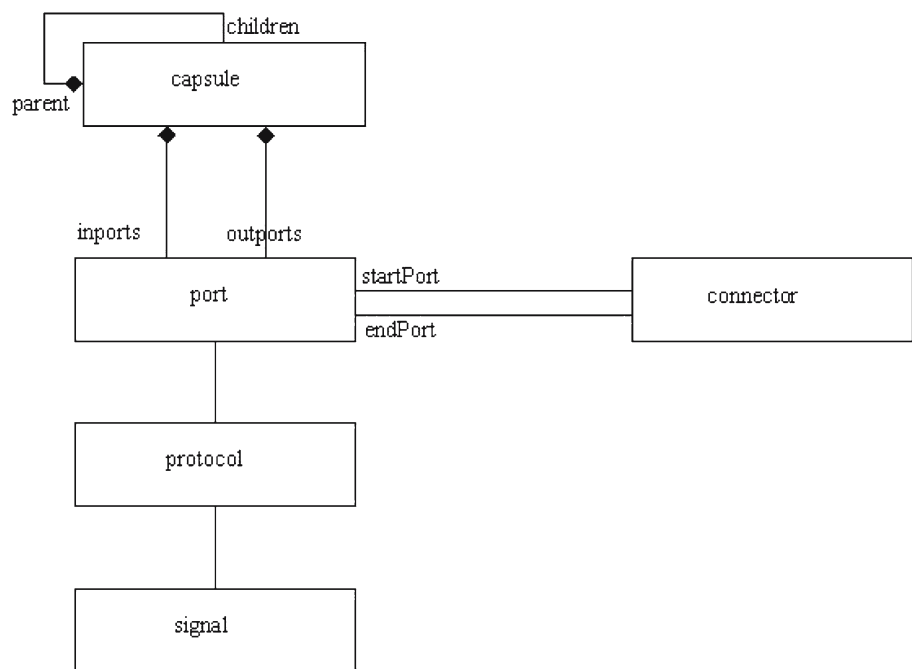 children
capsule
parent
inports
outports
startPort
port
connector
endPort
protocol
signal